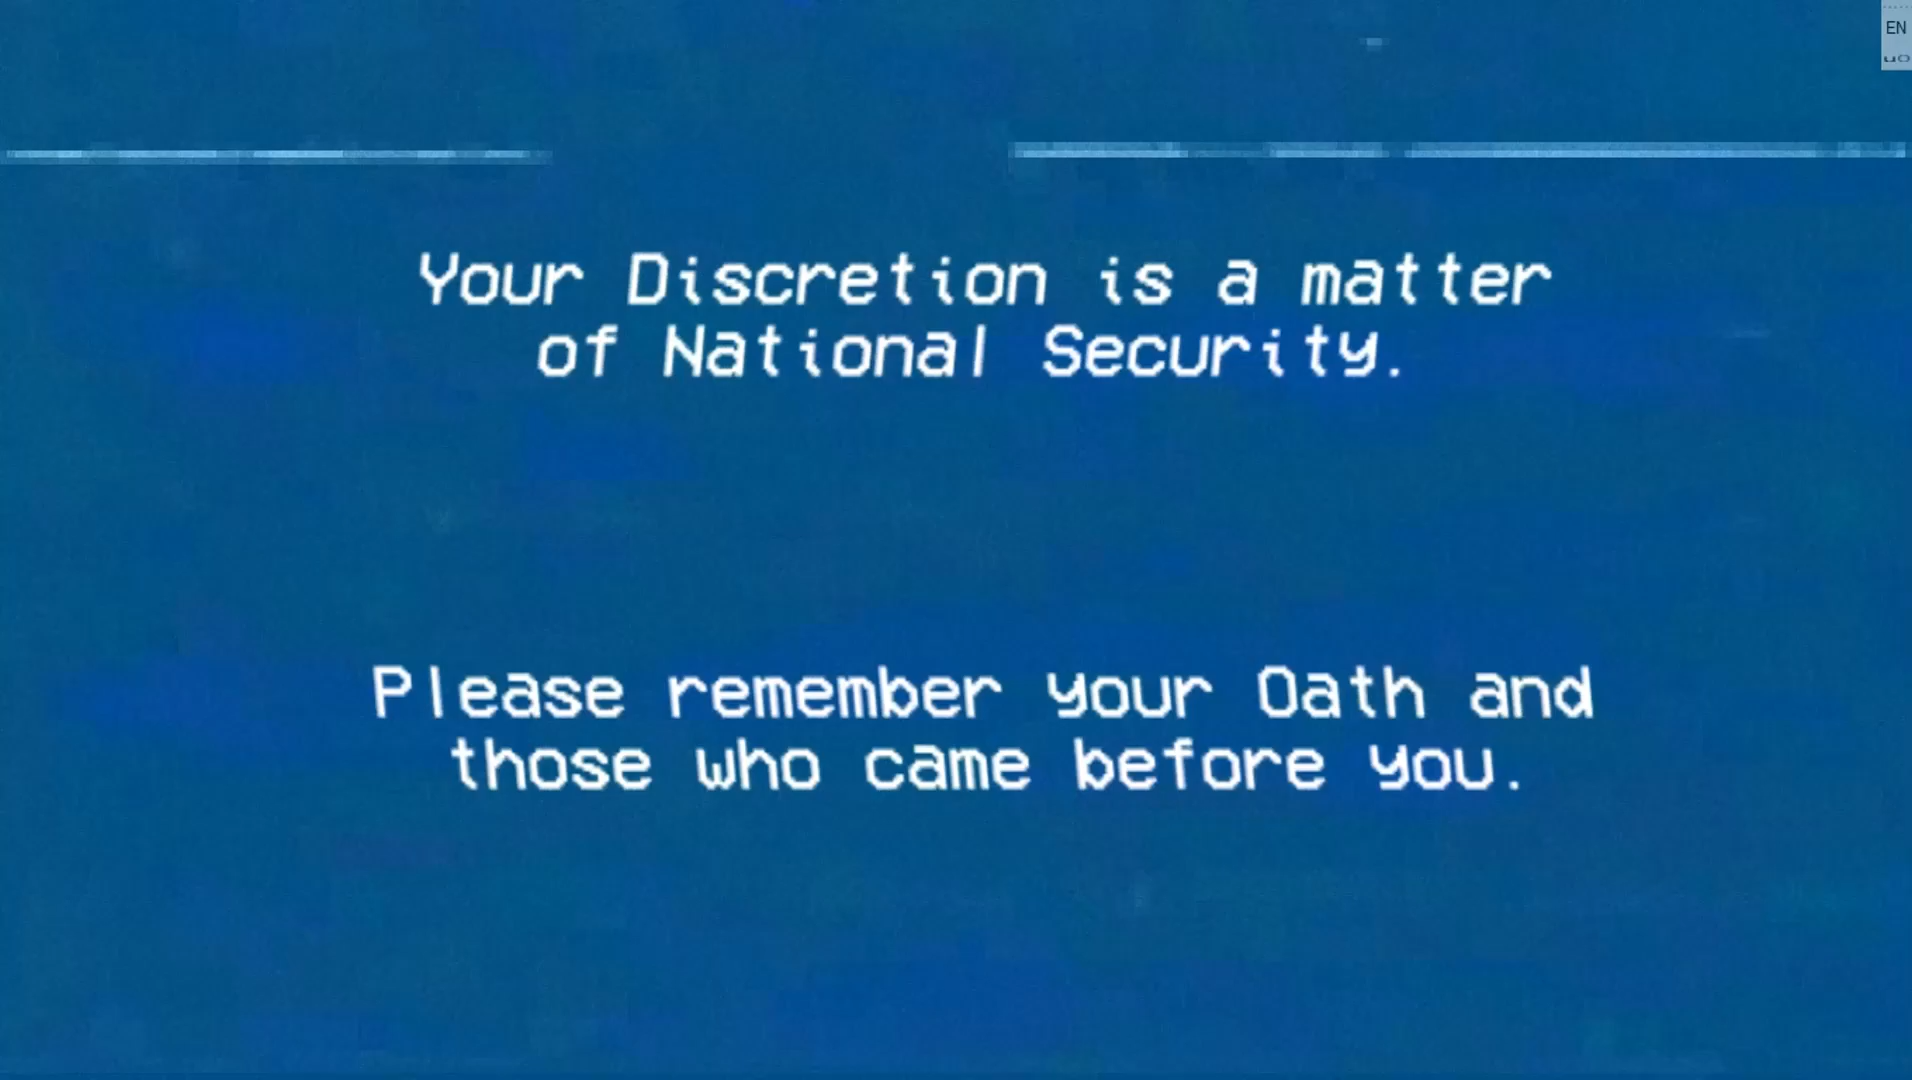 EN
Your Discretion is a matter
of National Security.
Please remember your Oath and
those who came before you.